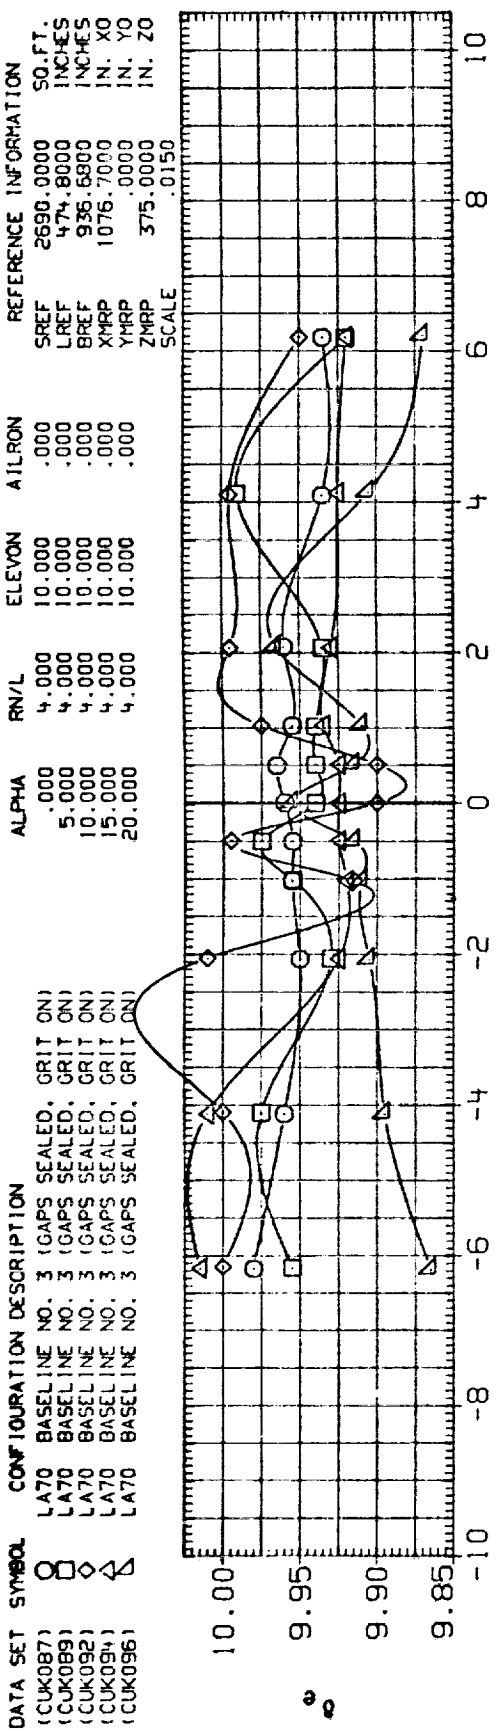 DATA SET SYMBOL CONFIGURATION DESCRIPTION ALPHA RN/L ELEVON AILRON REFERENCE INFORMATION
(CUK087) LA70 BASELINE NO. 3 (GAPS SEALED, GRIT ON) .000 4.000 10.000 .000 SREF 2690.0000 SQ.FT.
(CUK089) LA70 BASELINE NO. 3 (GAPS SEALED, GRIT ON) 5.000 4.000 10.000 .000 LREF 474.8000 INCHES
(CUK092) LA70 BASELINE NO. 3 (GAPS SEALED, GRIT ON) 10.000 4.000 10.000 .000 BREF 936.6800 INCHES
(CUK094) LA70 BASELINE NO. 3 (GAPS SEALED, GRIT ON) 15.000 4.000 10.000 .000 XMRP 1076.7000 IN. XO
(CUK096) LA70 BASELINE NO. 3 (GAPS SEALED, GRIT ON) 20.000 4.000 10.000 .000 YMRP .0000 IN. YO
ZMRP 375.0000 IN. ZO
SCALE .0150
10.00
9.95
9.90
9.85
δe
-10 -8 -6 -4 -2 0 2 4 6 8 10